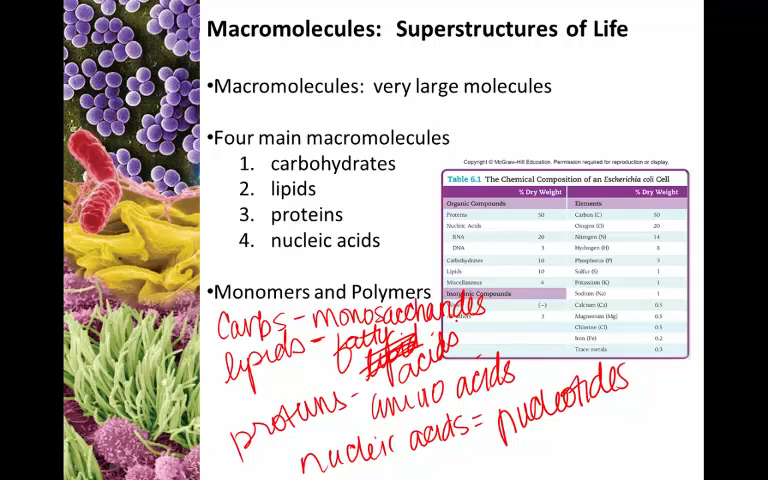 Macromolecules: Superstructures of Life
•Macromolecules: very large molecules
•Four main macromolecules
1. carbohydrates
2. lipids
3. proteins
4. nucleic acids
•Monomers and Polymers
Carbs - monosaccharides
lipids - fatty acids
proteins - amino acids
nucleic acids = nucleotides
Copyright © McGraw-Hill Education. Permission required for reproduction or display.
Table 6.1 The Chemical Composition of an Escherichia coli Cell
% Dry Weight % Dry Weight
Organic Compounds Elements
Proteins 50 Carbon (C) 50
Nucleic Acids Oxygen (O) 20
RNA 20 Nitrogen (N) 14
DNA 3 Hydrogen (H) 8
Carbohydrates 10 Phosphorus (P) 3
Lipids 10 Sulfur (S) 1
Miscellaneous 4 Potassium (K) 1
Inorganic Compounds Sodium (Na) 1
(–) Calcium (Ca) 0.5
3 Magnesium (Mg) 0.5
Chlorine (Cl) 0.5
Iron (Fe) 0.2
Trace metals 0.3